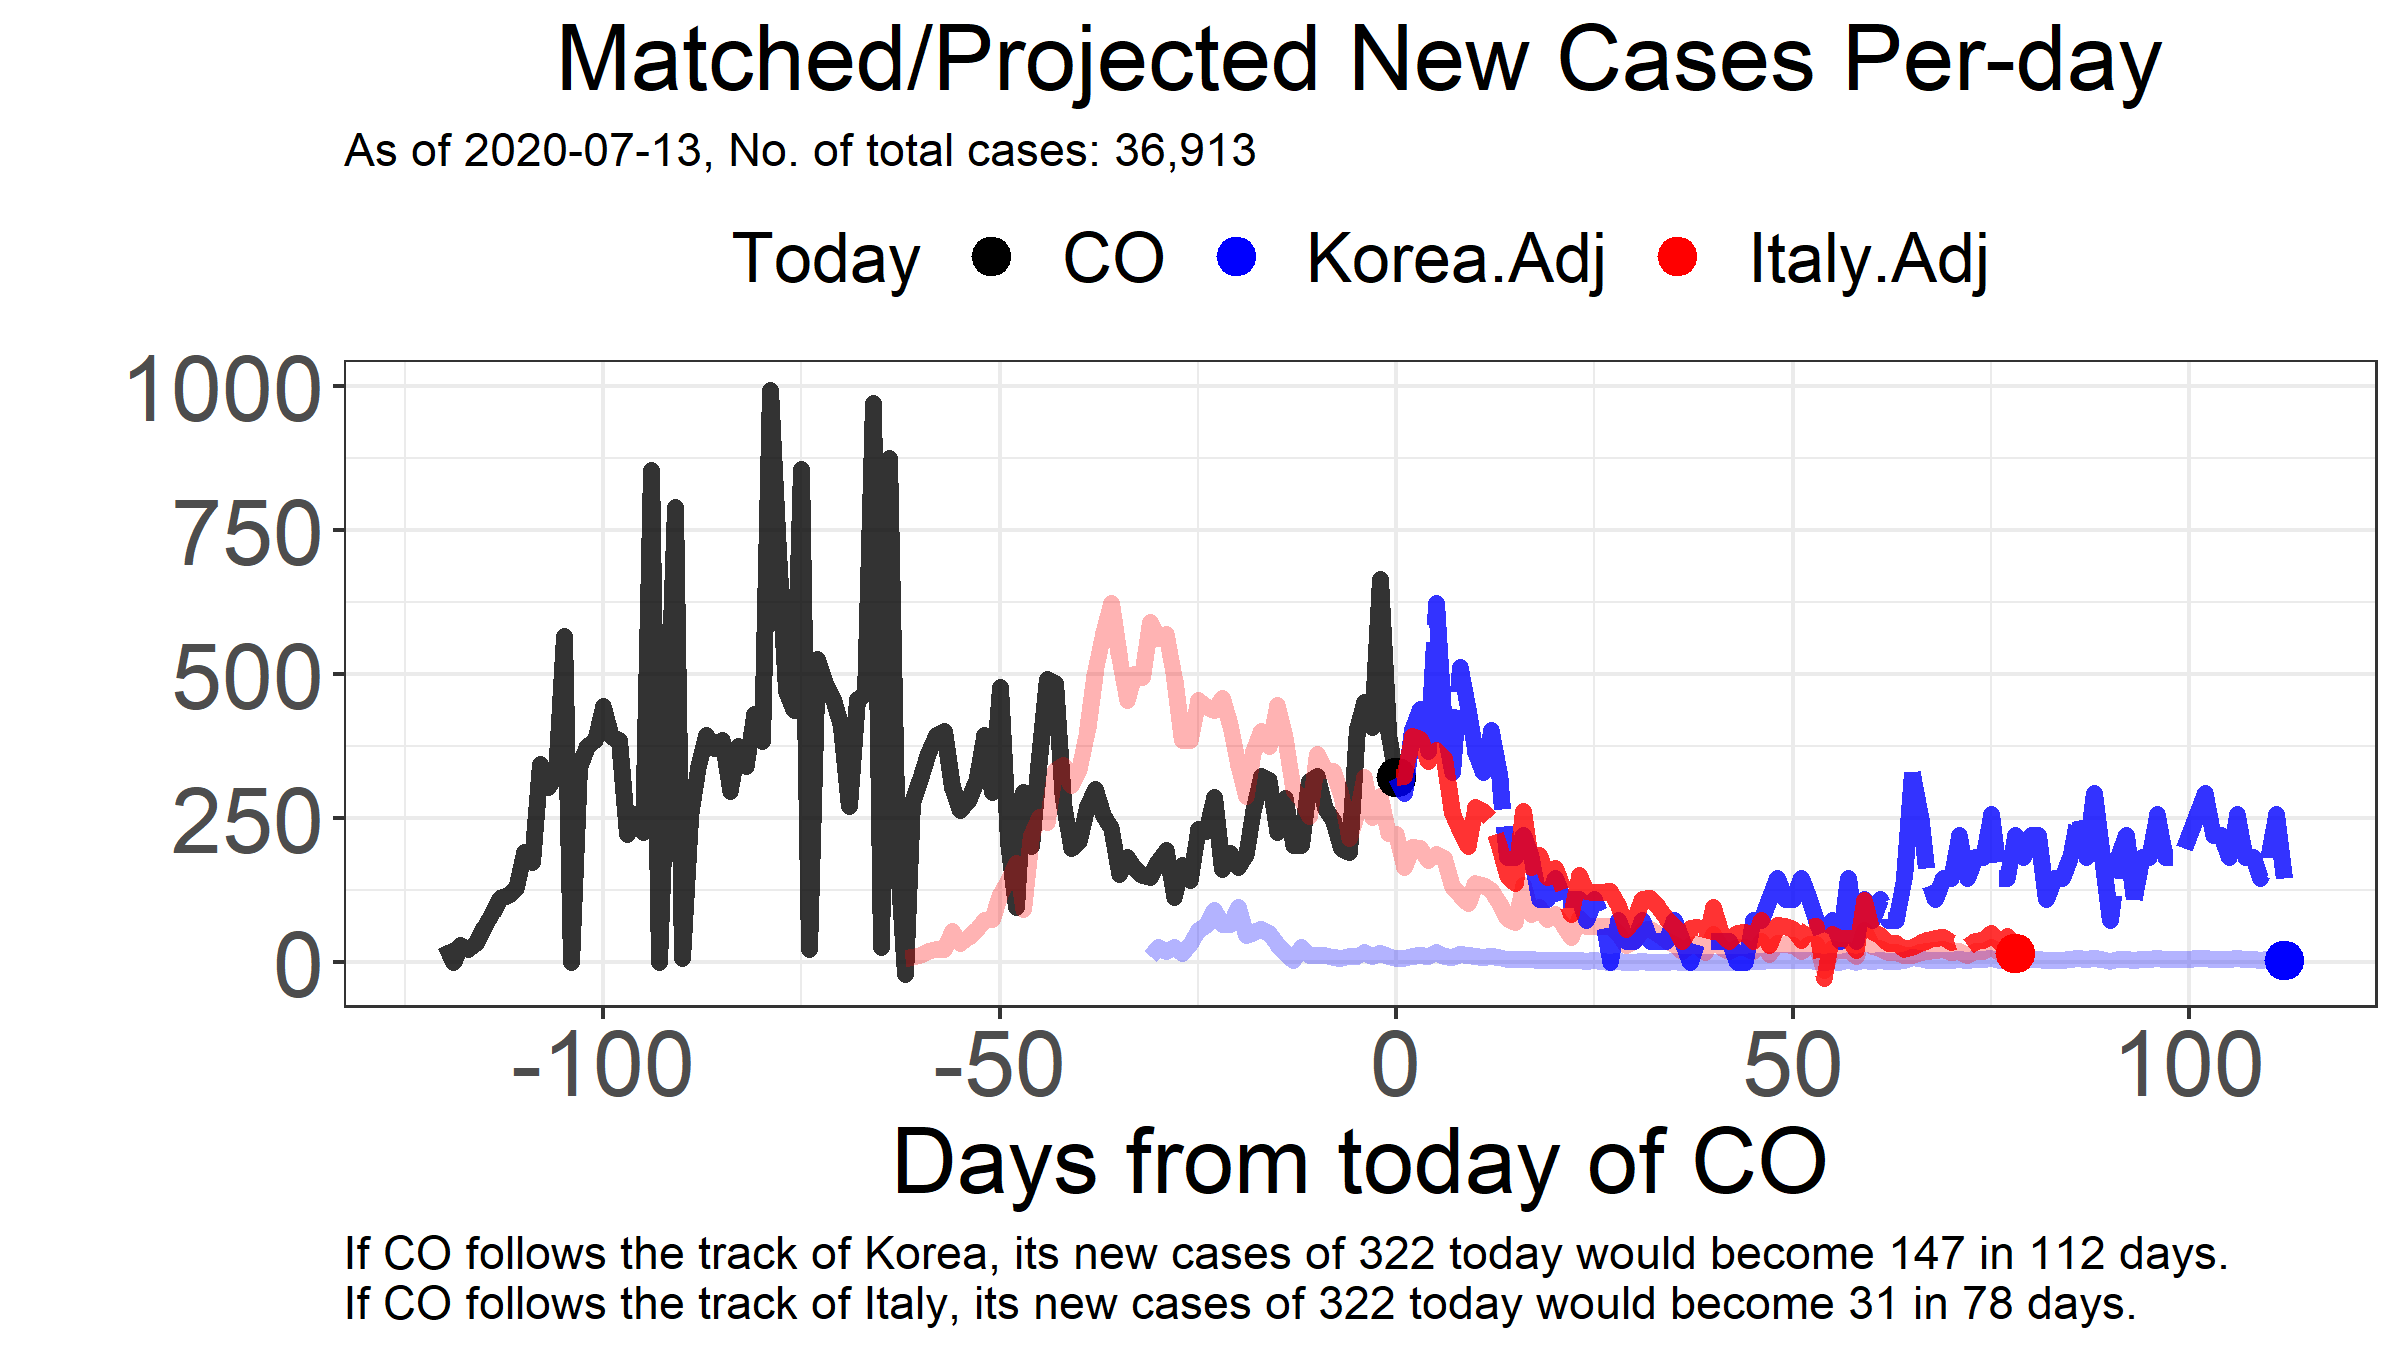 Matched/Projected New Cases Per-day
As of 2020-07-13, No. of total cases: 36,913
Today CO Korea.Adj Italy.Adj
1000
750
500
250
0
-100 -50 0 50 100
Days from today of CO
If CO follows the track of Korea, its new cases of 322 today would become 147 in 112 days.
If CO follows the track of Italy, its new cases of 322 today would become 31 in 78 days.